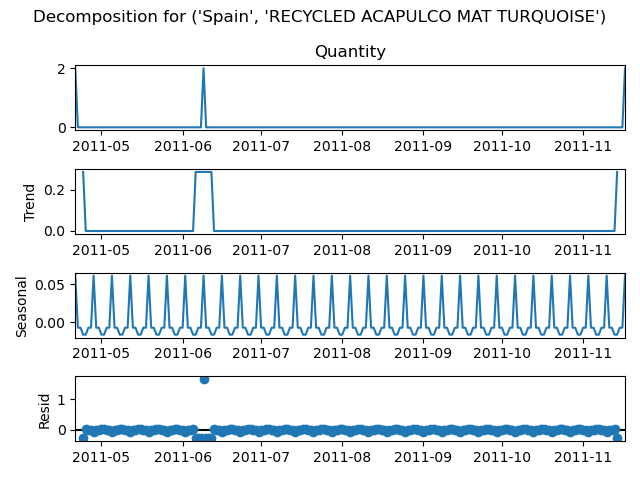 Decomposition for ('Spain', 'RECYCLED ACAPULCO MAT TURQUOISE')
Quantity
2
0
2011-05 2011-06 2011-07 2011-08 2011-09 2011-10 2011-11
Trend
0.2
0.0
2011-05 2011-06 2011-07 2011-08 2011-09 2011-10 2011-11
Seasonal
0.05
0.00
2011-05 2011-06 2011-07 2011-08 2011-09 2011-10 2011-11
Resid
1
0
2011-05 2011-06 2011-07 2011-08 2011-09 2011-10 2011-11